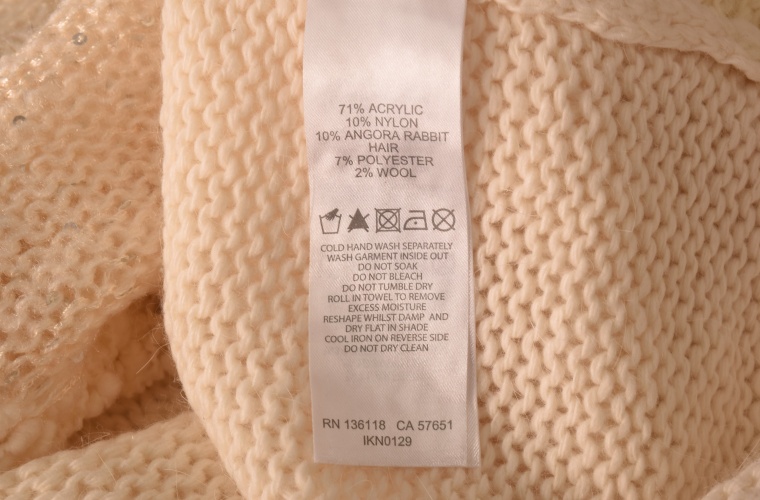 71% ACRYLIC
10% NYLON
10% ANGORA RABBIT
HAIR
7% POLYESTER
2% WOOL
COLD HAND WASH SEPARATELY
WASH GARMENT INSIDE OUT
DO NOT SOAK
DO NOT BLEACH
DO NOT TUMBLE DRY
ROLL IN TOWEL TO REMOVE
EXCESS MOISTURE
RESHAPE WHILST DAMP AND
DRY FLAT IN SHADE
COOL IRON ON REVERSE SIDE
DO NOT DRY CLEAN
RN 136118 CA 57651
IKN0129